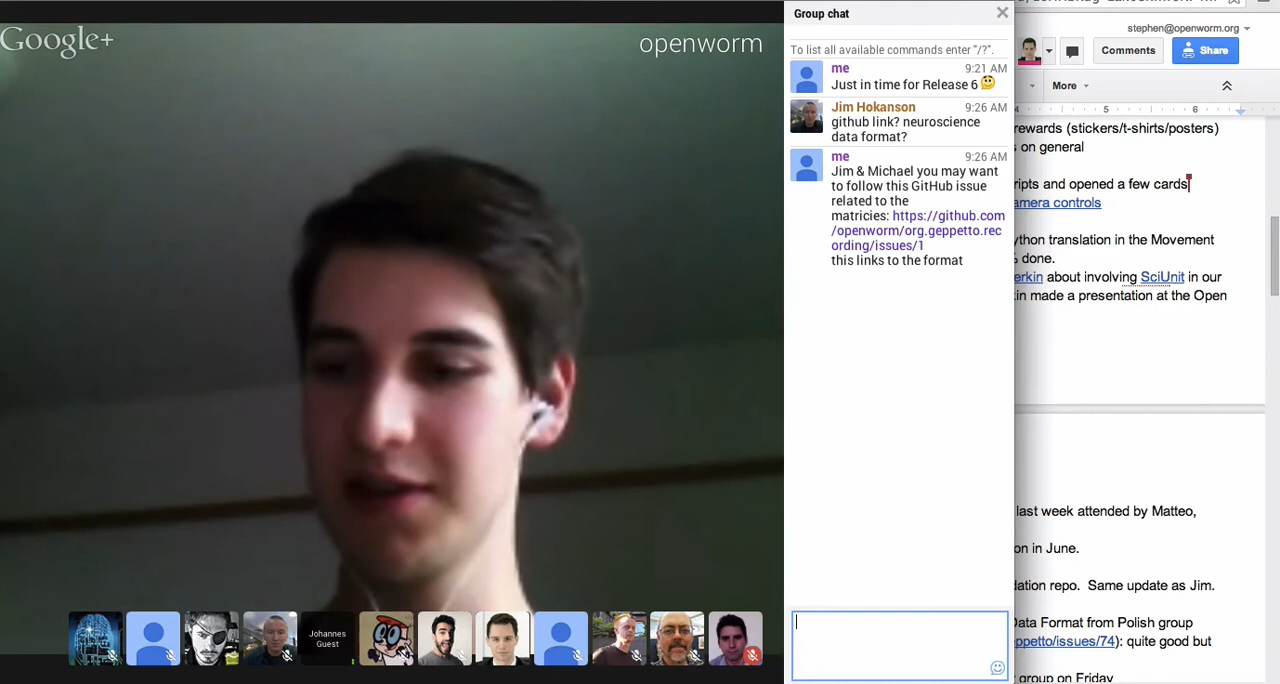 Google+
openworm
Group chat
To list all available commands enter "/?".
me 9:21 AM
Just in time for Release 6
Jim Hokanson 9:26 AM
github link? neuroscience
data format?
me 9:26 AM
Jim & Michael you may want
to follow this GitHub issue
related to the
matricies: https://github.com
/openworm/org.geppetto.rec
ording/issues/1
this links to the format
Johannes
Guest
stephen@openworm.org
Comments
Share
More
4 5 6
rewards (stickers/t-shirts/posters)
s on general
ripts and opened a few cards
amera controls
ython translation in the Movement
done.
erkin about involving SciUnit in our
in made a presentation at the Open
last week attended by Matteo,
on in June.
dation repo. Same update as Jim.
Data Format from Polish group
eppetto/issues/74): quite good but
group on Friday